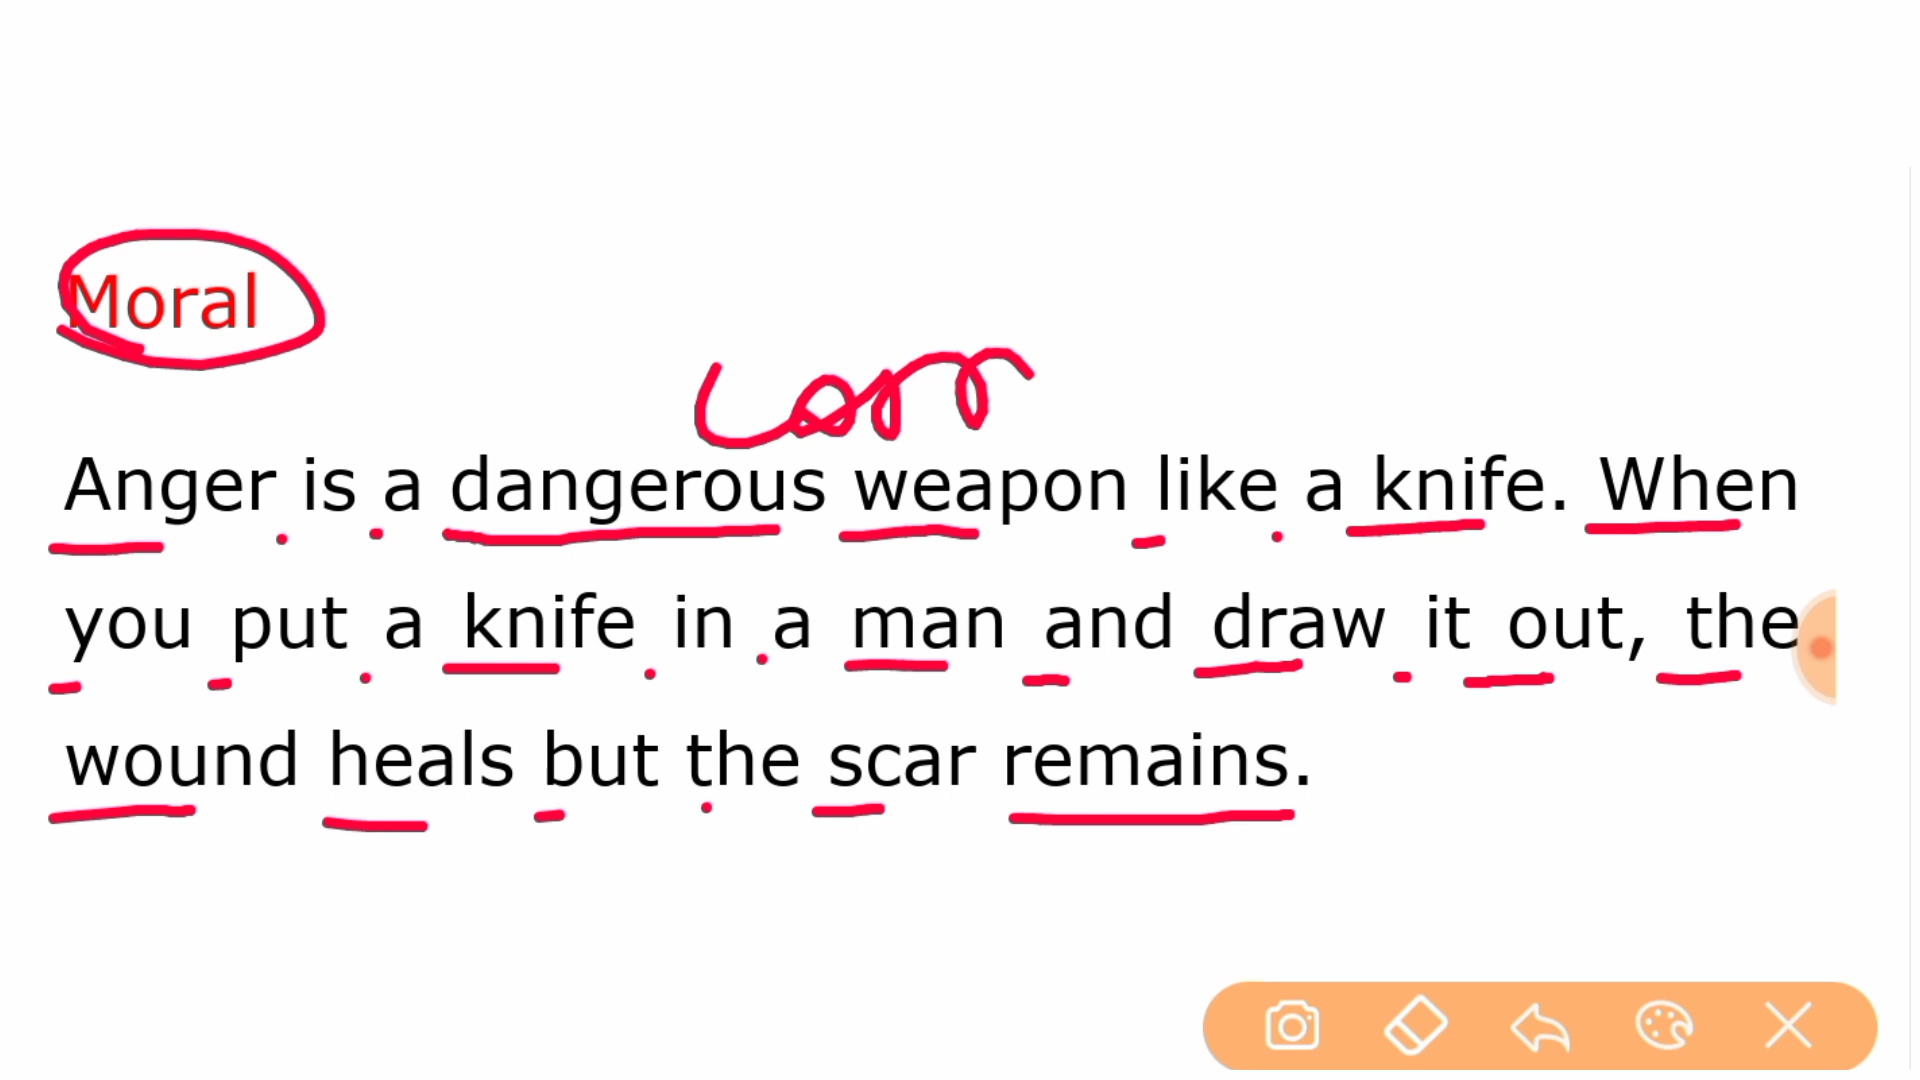 Moral
Anger is a dangerous weapon like a knife. When
you put a knife in a man and draw it out, the
wound heals but the scar remains.